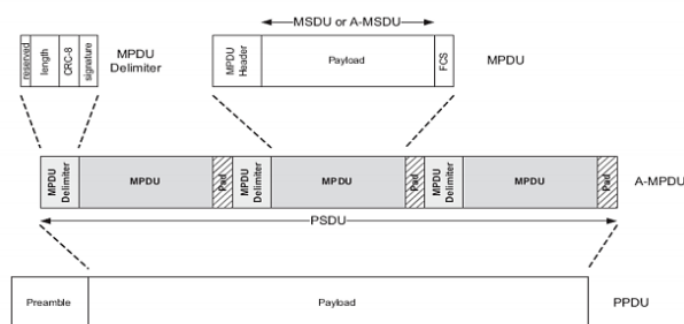 MSDU or A-MSDU
reserved
length
CRC-8
signature
MPDU
Delimiter
MPDU
Header
Payload
FCS
MPDU
MPDU
Delimiter
MPDU
Pad
MPDU
Delimiter
MPDU
Pad
MPDU
Delimiter
MPDU
Pad
A-MPDU
PSDU
Preamble
Payload
PPDU